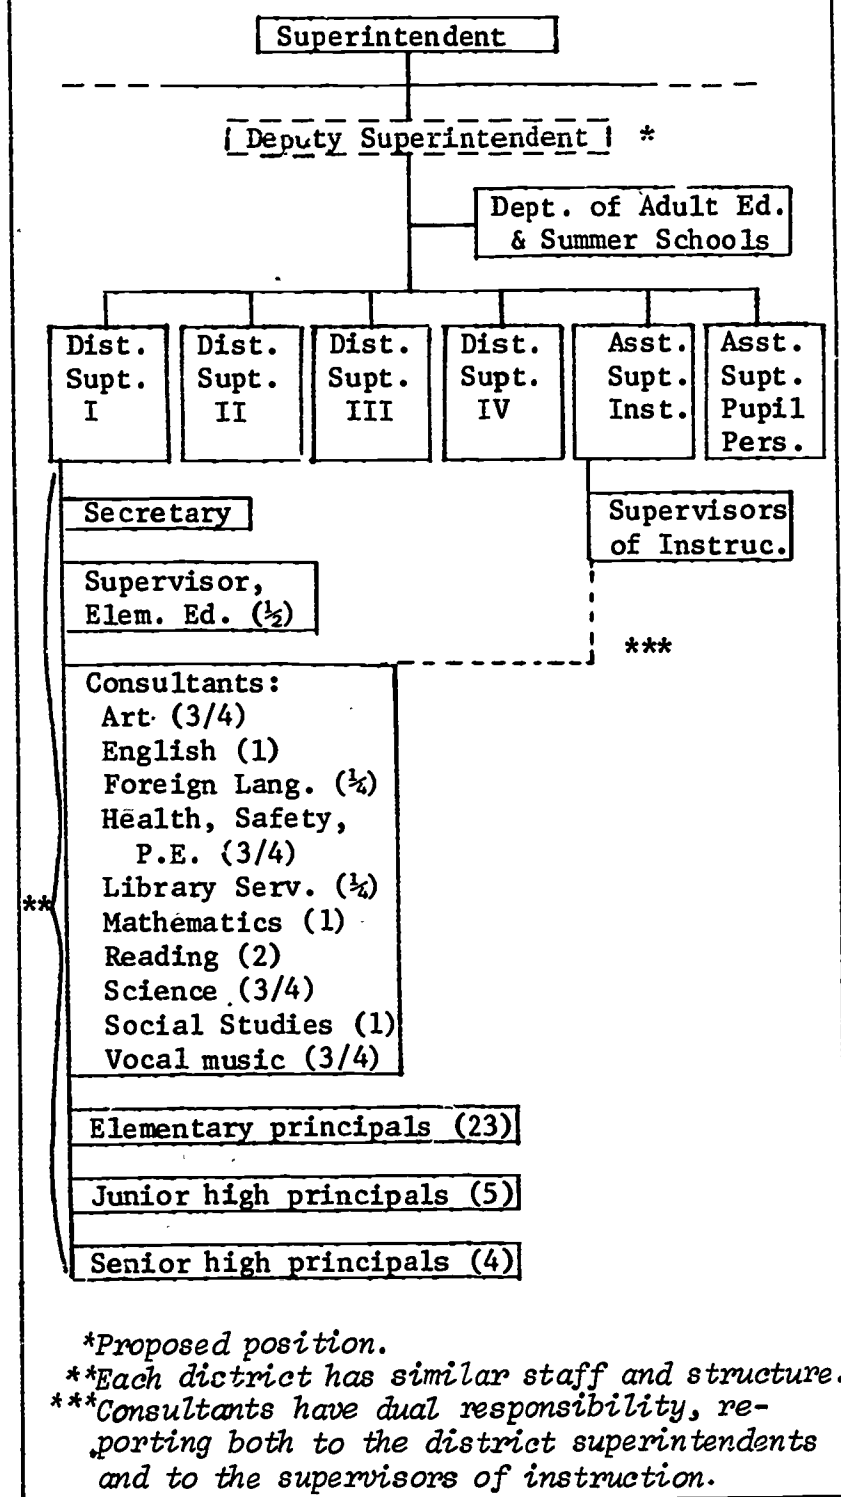 Superintendent
Deputy Superintendent *
Dept. of Adult Ed.
& Summer Schools
Dist.
Supt.
I
Dist.
Supt.
II
Dist.
Supt.
III
Dist.
Supt.
IV
Asst.
Supt.
Inst.
Asst.
Supt.
Pupil
Pers.
Secretary
Supervisors
of Instruc.
Supervisor,
Elem. Ed. (½)
***
Consultants:
Art (3/4)
English (1)
Foreign Lang. (¼)
Health, Safety,
P.E. (3/4)
Library Serv. (¼)
**
Mathematics (1)
Reading (2)
Science (3/4)
Social Studies (1)
Vocal music (3/4)
Elementary principals (23)
Junior high principals (5)
Senior high principals (4)
*Proposed position.
**Each dictrict has similar staff and structure.
***Consultants have dual responsibility, re-
porting both to the district superintendents
and to the supervisors of instruction.